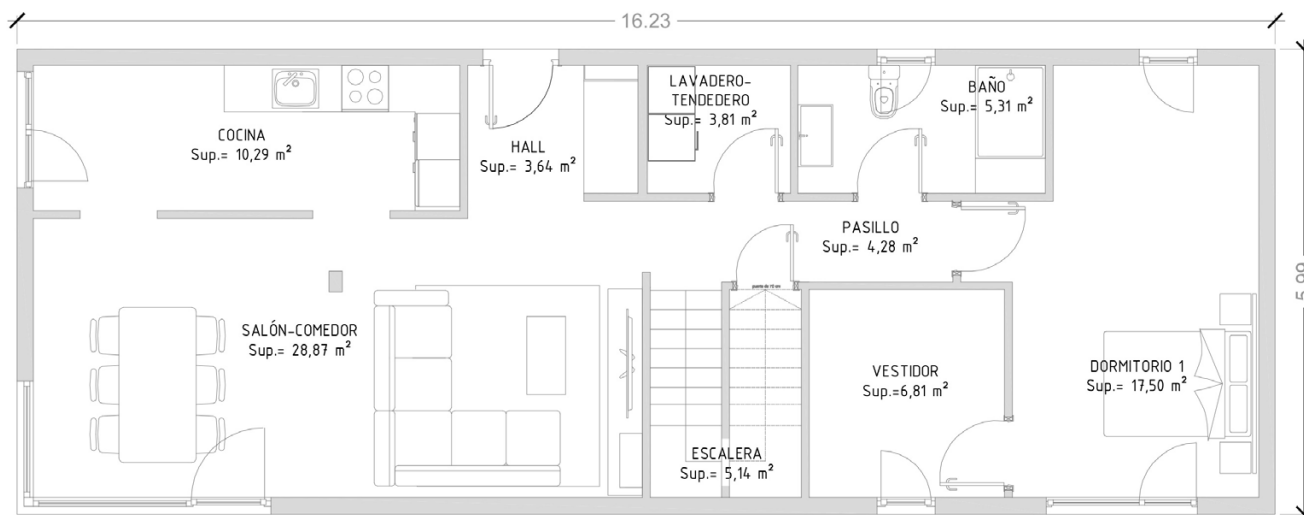 16.23
COCINA
Sup.= 10,29 m²
HALL
Sup.= 3,64 m²
LAVADERO-
TENDEDERO
Sup.= 3,81 m²
BAÑO
Sup.= 5,31 m²
PASILLO
Sup.= 4,28 m²
5.99
SALÓN-COMEDOR
Sup.= 28,87 m²
VESTIDOR
Sup.=6,81 m²
DORMITORIO 1
Sup.= 17,50 m²
ESCALERA
Sup.= 5,14 m²